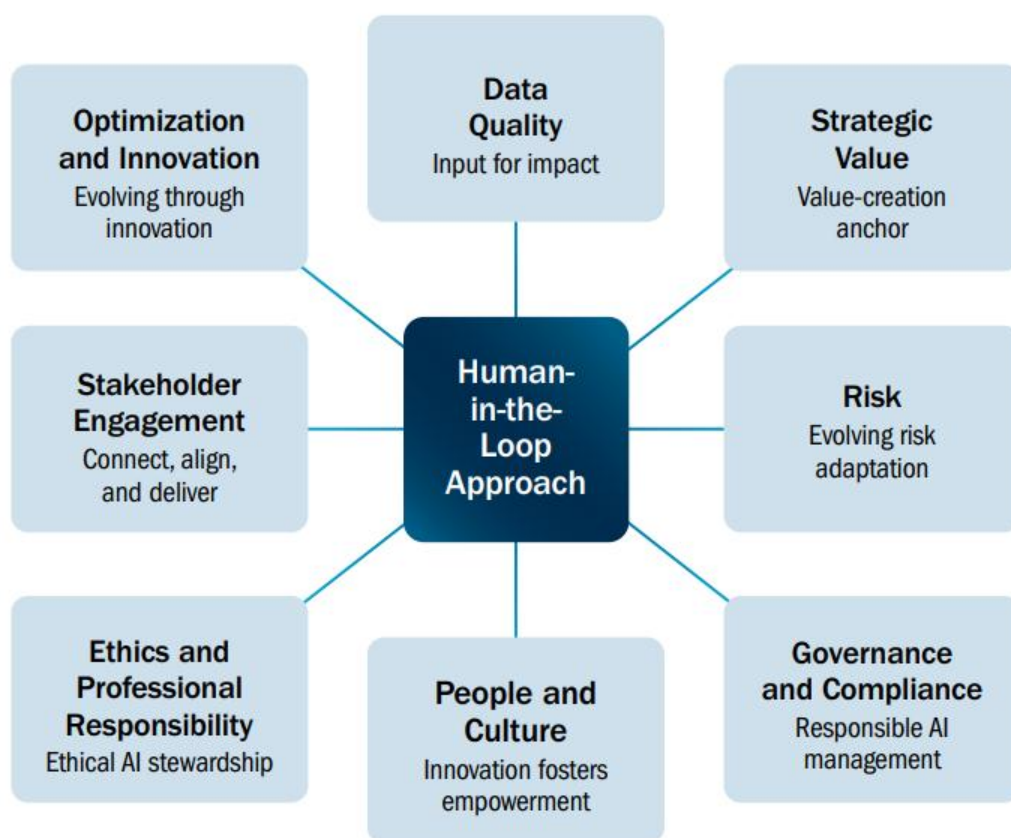 Data
Quality
Input for impact
Strategic
Value
Value-creation
anchor
Risk
Evolving risk
adaptation
Governance
and Compliance
Responsible AI
management
People and
Culture
Innovation fosters
empowerment
Ethics and
Professional
Responsibility
Ethical AI stewardship
Stakeholder
Engagement
Connect, align,
and deliver
Optimization
and Innovation
Evolving through
innovation
Human-
in-the-
Loop
Approach